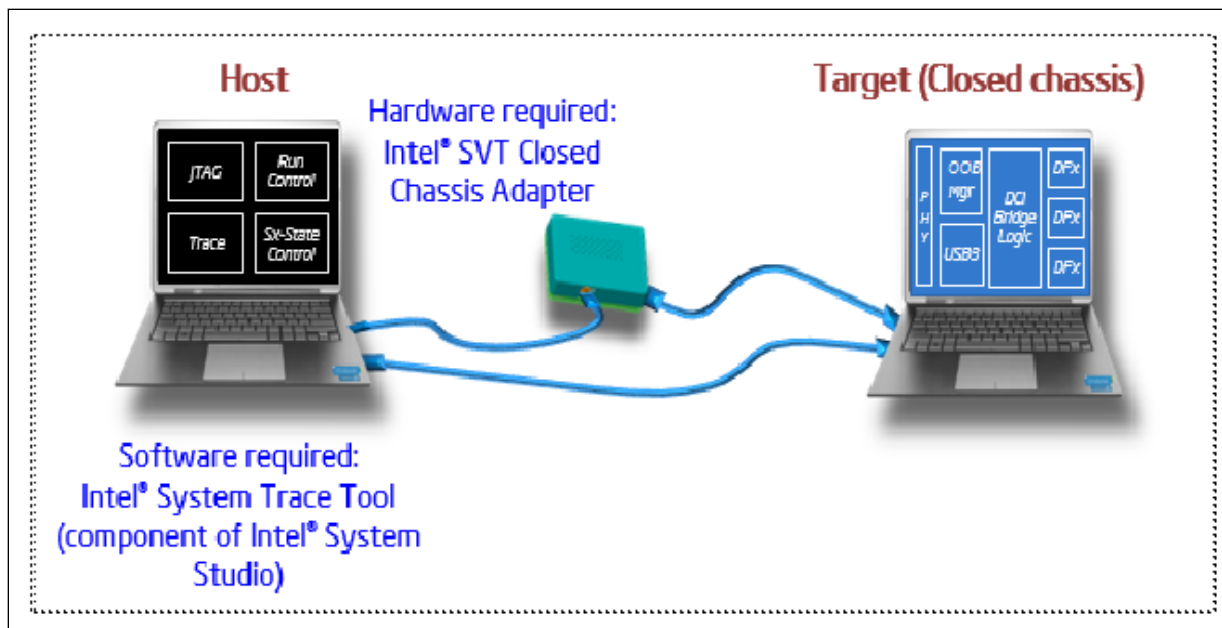 Host
Target (Closed chassis)
Hardware required:
Intel® SVT Closed
Chassis Adapter
JTAG
Run
Control
Trace
Sx-State
Control
P
H
Y
OOB
Mgr
USB3
DCI
Bridge
Logic
DFx
DFx
DFx
Software required:
Intel® System Trace Tool
(component of Intel® System
Studio)